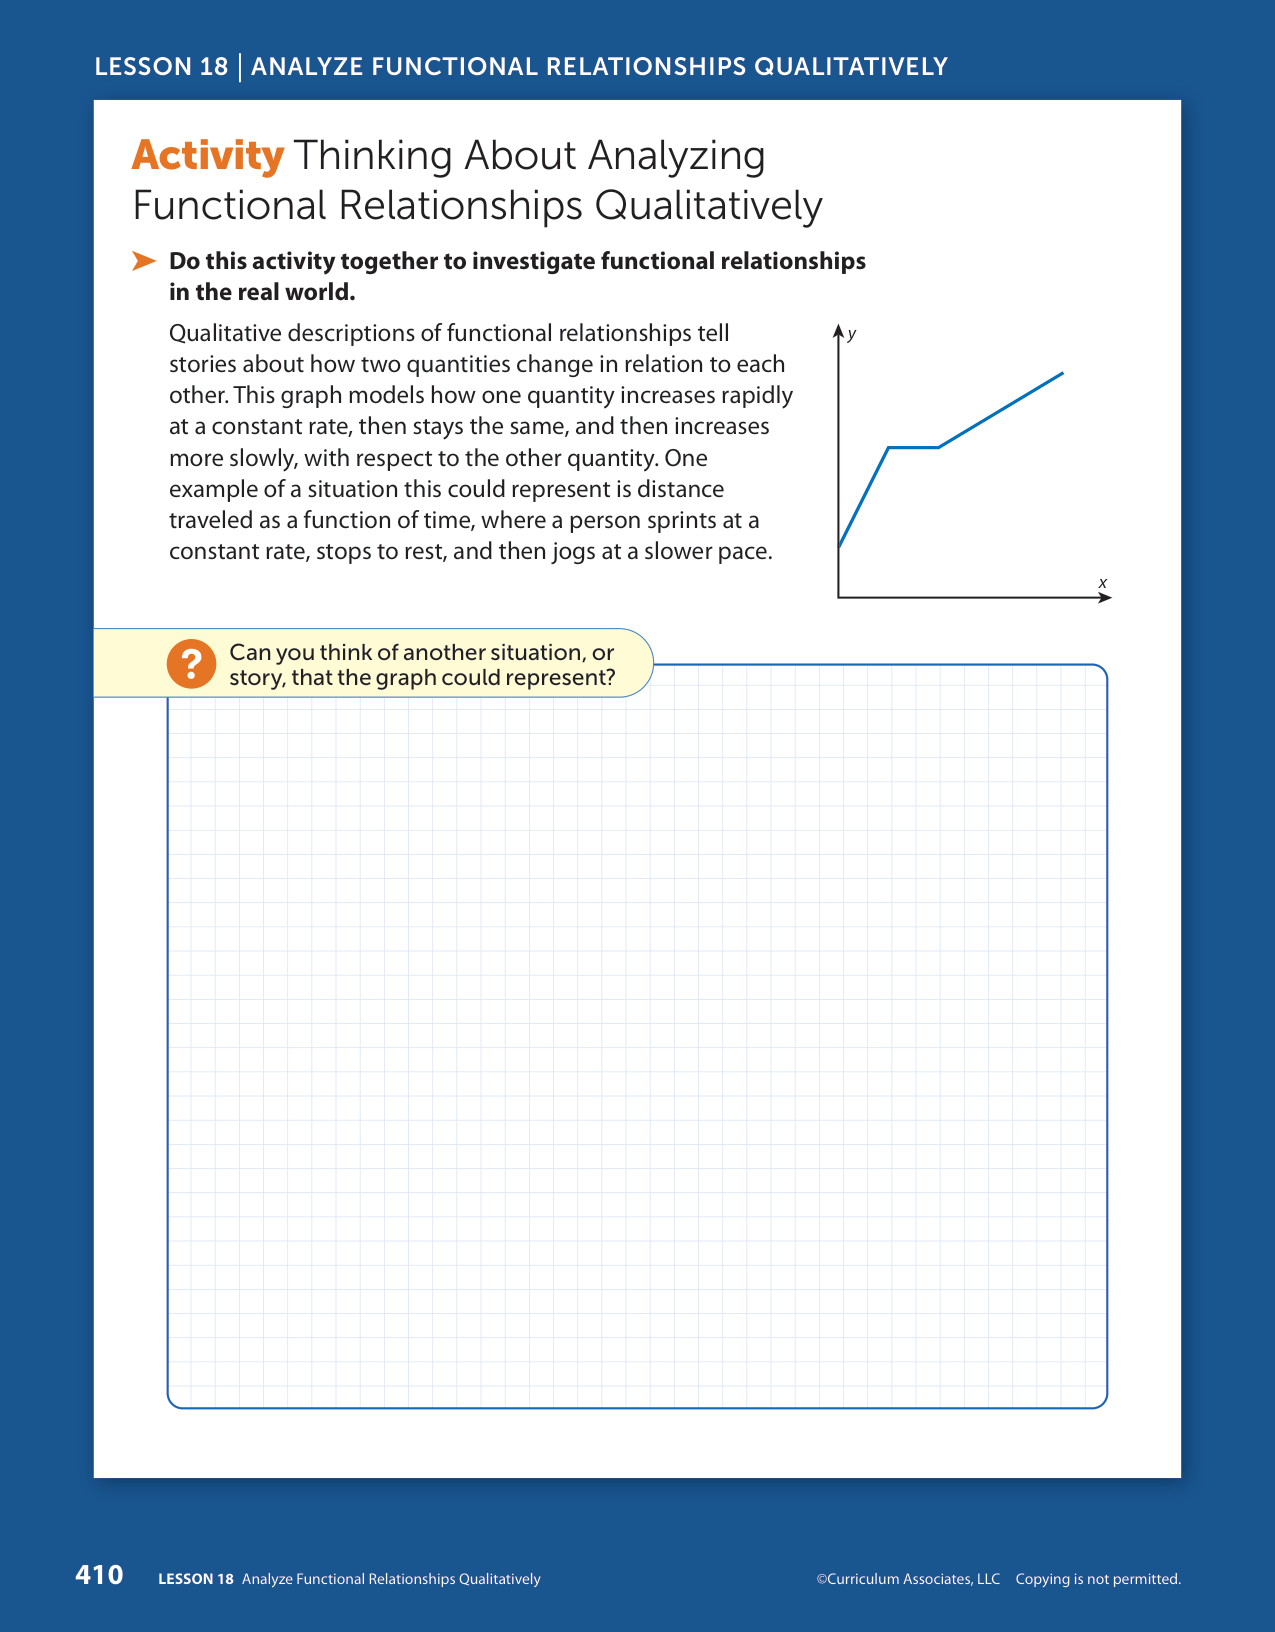 LESSON 18 | ANALYZE FUNCTIONAL RELATIONSHIPS QUALITATIVELY
Activity Thinking About Analyzing
Functional Relationships Qualitatively
Do this activity together to investigate functional relationships
in the real world.
Qualitative descriptions of functional relationships tell
stories about how two quantities change in relation to each
other. This graph models how one quantity increases rapidly
at a constant rate, then stays the same, and then increases
more slowly, with respect to the other quantity. One
example of a situation this could represent is distance
traveled as a function of time, where a person sprints at a
constant rate, stops to rest, and then jogs at a slower pace.
y
x
?
Can you think of another situation, or
story, that the graph could represent?
410 LESSON 18 Analyze Functional Relationships Qualitatively
©Curriculum Associates, LLC Copying is not permitted.